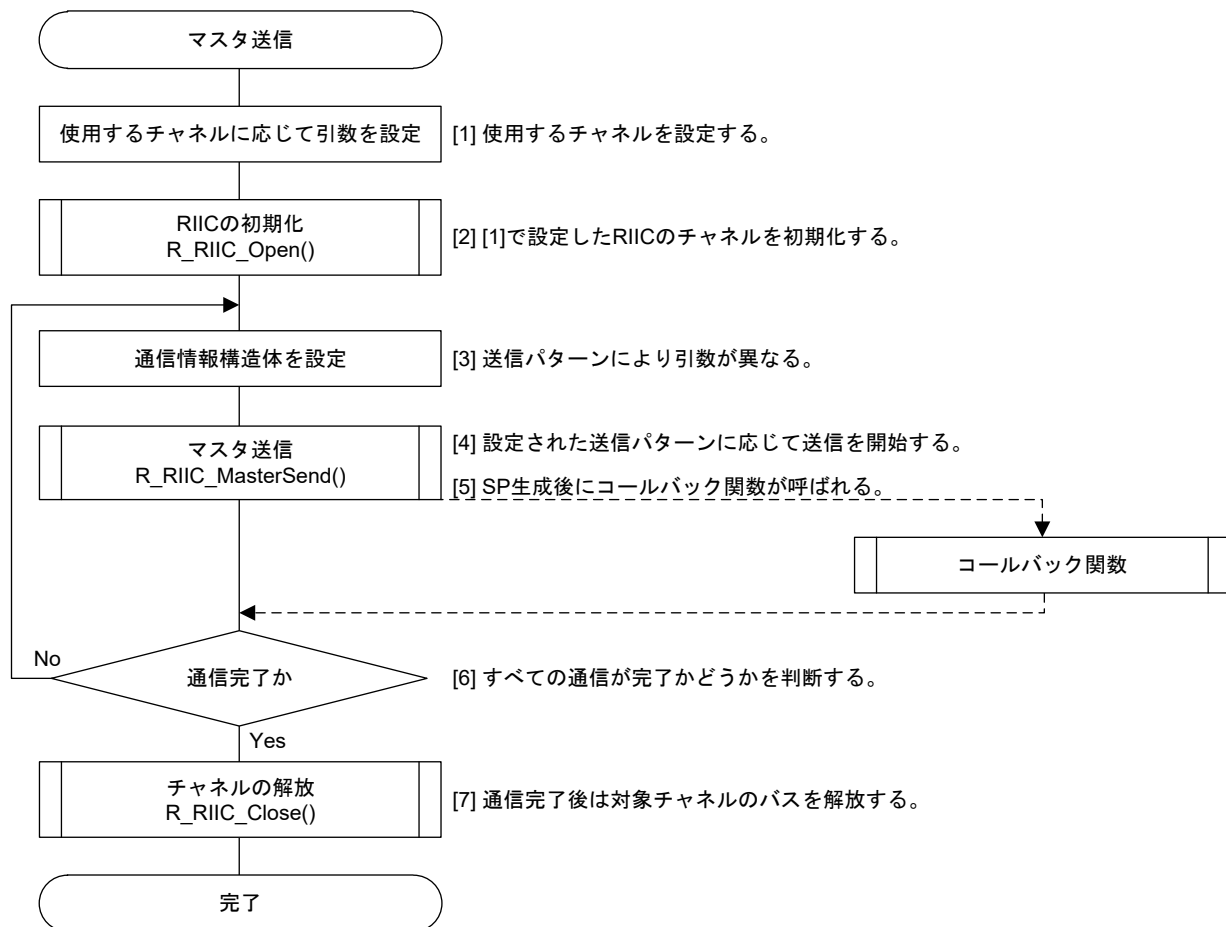 マスタ送信
使用するチャネルに応じて引数を設定
[1] 使用するチャネルを設定する。
RIICの初期化
R_RIIC_Open()
[2] [1]で設定したRIICのチャネルを初期化する。
通信情報構造体を設定
[3] 送信パターンにより引数が異なる。
マスタ送信
R_RIIC_MasterSend()
[4] 設定された送信パターンに応じて送信を開始する。
[5] SP生成後にコールバック関数が呼ばれる。
コールバック関数
No
通信完了か
[6] すべての通信が完了かどうかを判断する。
Yes
チャネルの解放
R_RIIC_Close()
[7] 通信完了後は対象チャネルのバスを解放する。
完了